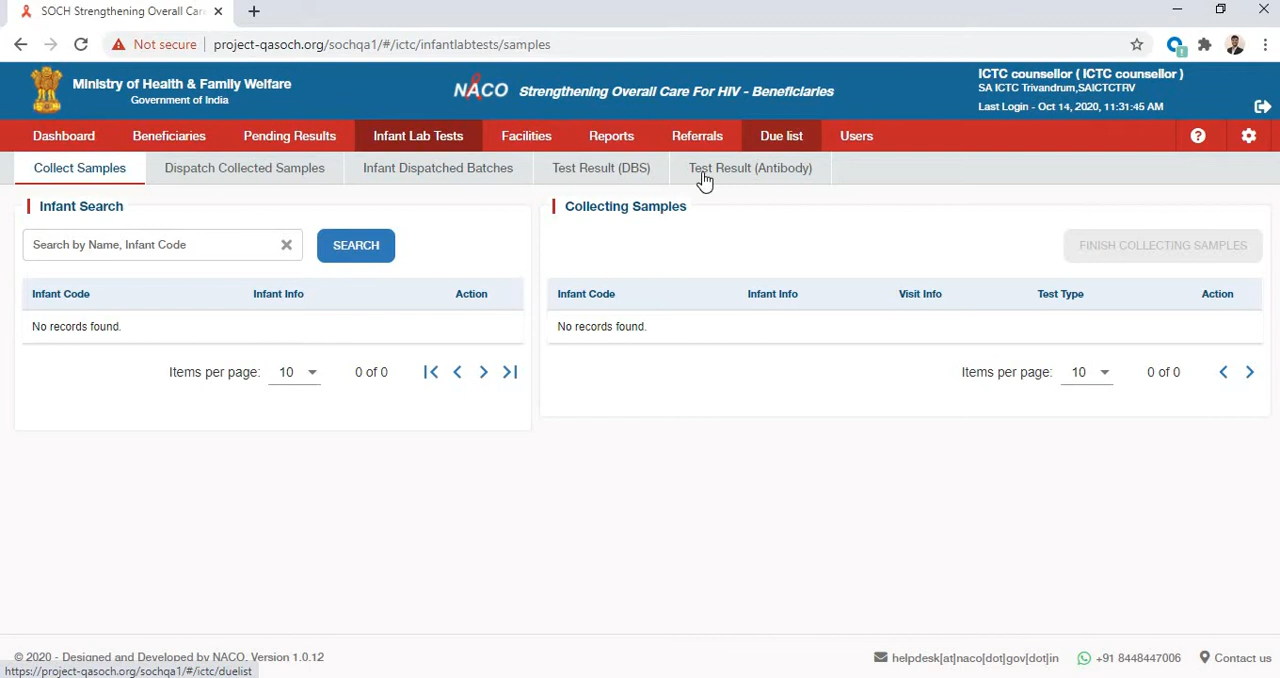 SOCH Strengthening Overall Car
Not secure project-qasoch.org/sochqa1/#/ictc/infantlabtests/samples
Ministry of Health & Family Welfare
Government of India
NACO Strengthening Overall Care For HIV - Beneficiaries
ICTC counsellor ( ICTC counsellor )
SA ICTC Trivandrum,SAICTCTRV
Last Login - Oct 14, 2020, 11:31:45 AM
Dashboard Beneficiaries Pending Results Infant Lab Tests Facilities Reports Referrals Due list Users
Collect Samples Dispatch Collected Samples Infant Dispatched Batches Test Result (DBS) Test Result (Antibody)
Infant Search
Search by Name, Infant Code SEARCH
Infant Code Infant Info Action
No records found.
Items per page: 10 0 of 0
Collecting Samples
FINISH COLLECTING SAMPLES
Infant Code Infant Info Visit Info Test Type Action
No records found.
Items per page: 10 0 of 0
© 2020 - Designed and Developed by NACO, Version 1.0.12
helpdesk[at]naco[dot]gov[dot]in +91 8448447006 Contact us
https://project-qasoch.org/sochqa1/#/ictc/duelist